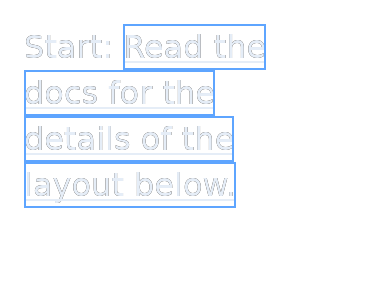 Start: Read the
docs for the
details of the
layout below.